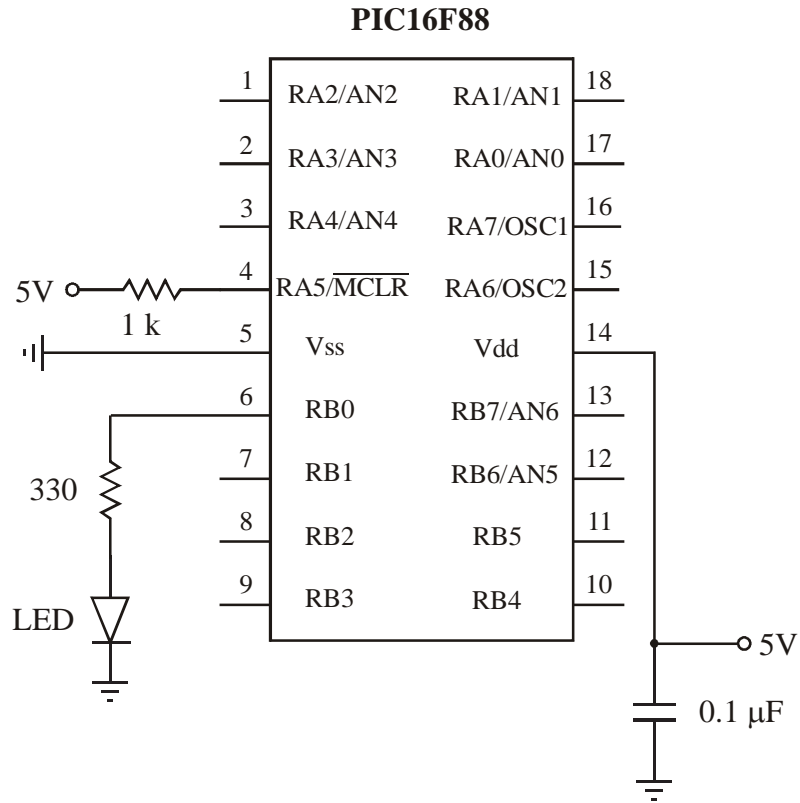 PIC16F88
1 RA2/AN2 RA1/AN1 18
2 RA3/AN3 RA0/AN0 17
3 RA4/AN4 RA7/OSC1 16
5V 4 RA5/MCLR RA6/OSC2 15
1 k
5 Vss Vdd 14
6 RB0 RB7/AN6 13
330 7 RB1 RB6/AN5 12
8 RB2 RB5 11
LED 9 RB3 RB4 10
5V
0.1 μF